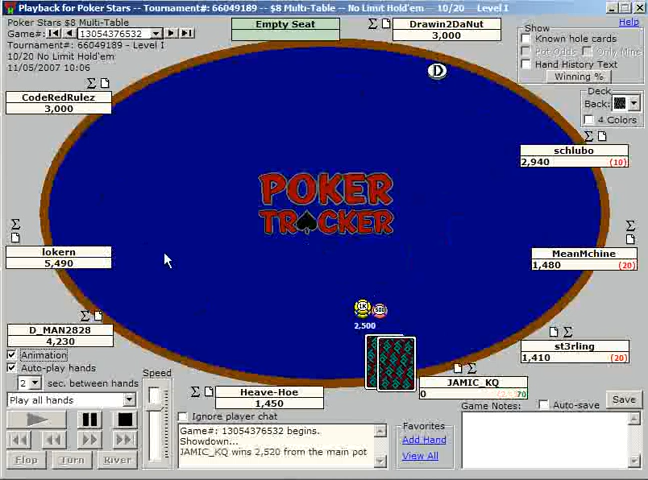 Playback for Poker Stars -- Tournament#: 66049189 -- $8 Multi-Table -- No Limit Hold'em -- 10/20 -- Level I
Poker Stars $8 Multi-Table
Game#: 13054376532
Tournament#: 66049189 - Level I
10/20 No Limit Hold'em
11/05/2007 10:06
Empty Seat
Drawin2DaNut
3,000
Help
Show
Known hole cards
Pot Odds
Only Mine
Hand History Text
Winning %
Deck
Back:
4 Colors
D
CodeRedRulez
3,000
schlubo
2,940 (10)
POKER
TRACKER
lokern
5,490
MeanMchine
1,480 (20)
2,500
D_MAN2828
4,230
st3rling
1,410 (20)
Animation
Auto-play hands
2 sec. between hands
Speed
Play all hands
JAMIC_KQ
0
Heave-Hoe
1,450
Ignore player chat
Game#: 13054376532 begins.
Showdown...
JAMIC_KQ wins 2,520 from the main pot
Favorites
Add Hand
View All
Game Notes:
Auto-save
Save
Flop
Turn
River